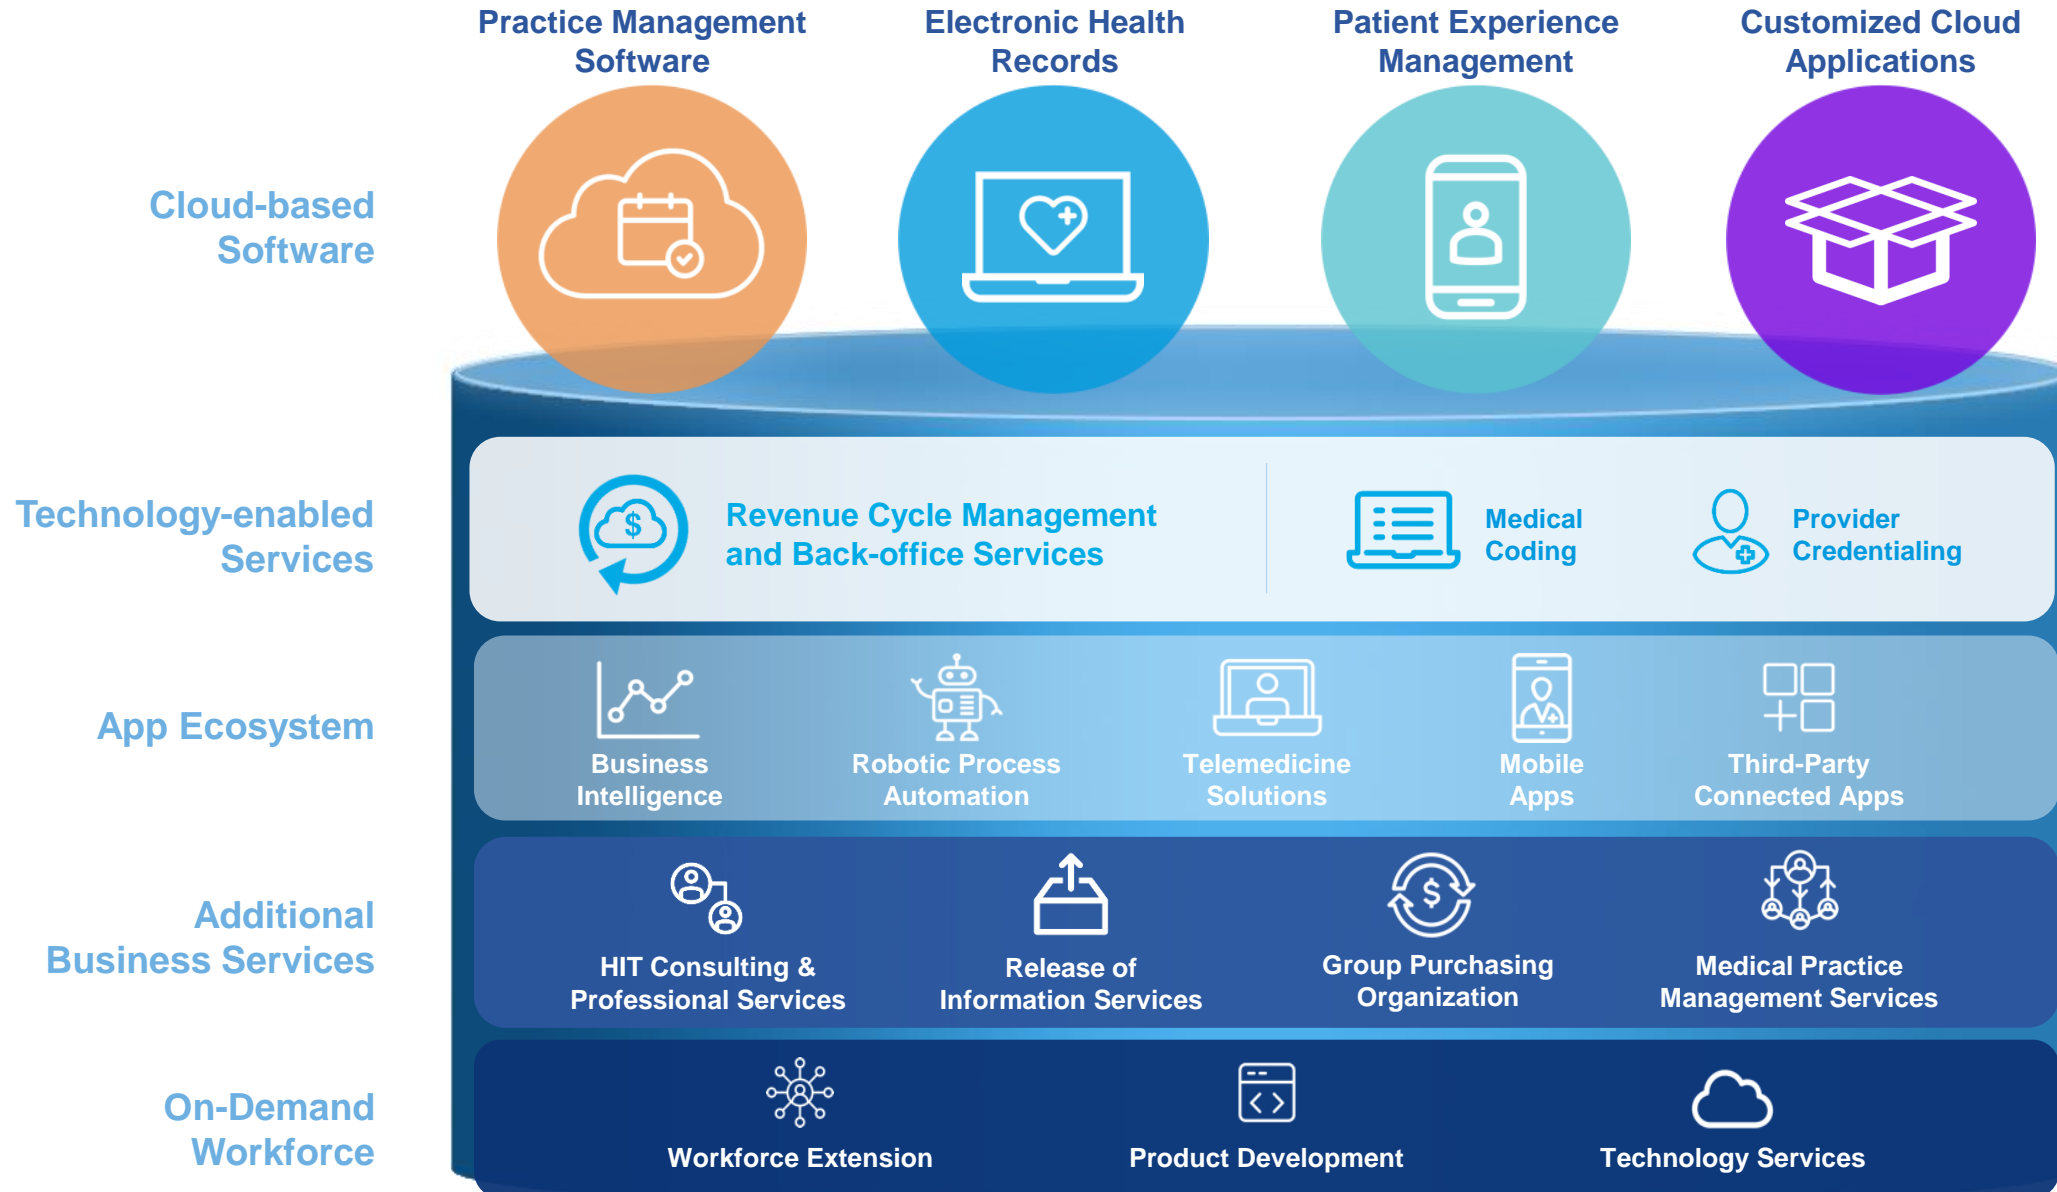 Practice Management
Software
Electronic Health
Records
Patient Experience
Management
Customized Cloud
Applications
Cloud-based
Software
Technology-enabled
Services
$
Revenue Cycle Management
and Back-office Services
Medical
Coding
Provider
Credentialing
App Ecosystem
Business
Intelligence
Robotic Process
Automation
Telemedicine
Solutions
Mobile
Apps
Third-Party
Connected Apps
Additional
Business Services
HIT Consulting &
Professional Services
Release of
Information Services
$
Group Purchasing
Organization
Medical Practice
Management Services
On-Demand
Workforce
Workforce Extension
Product Development
Technology Services